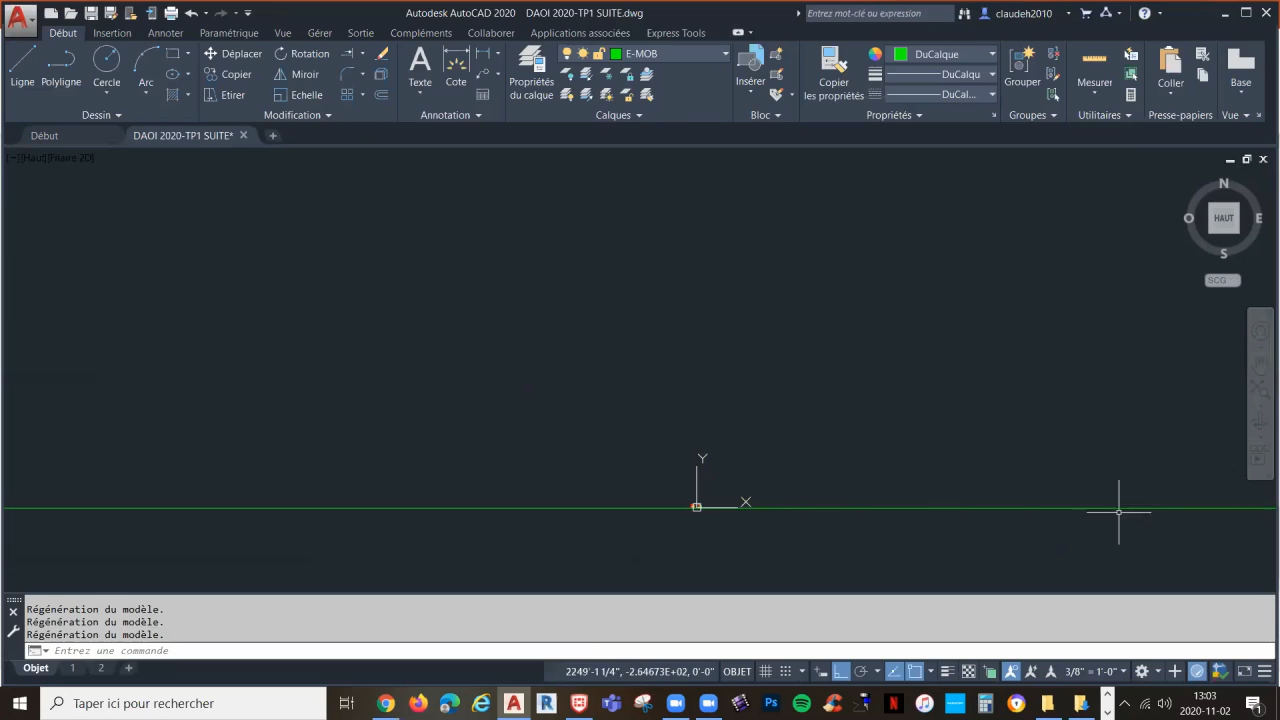 Autodesk AutoCAD 2020 DAOI 2020-TP1 SUITE.dwg
Entrez mot-clé ou expression
claudeh2010
Début Insertion Annoter Paramétrique Vue Gérer Sortie Compléments Collaborer Applications associées Express Tools
Ligne Polyligne Cercle Arc
Déplacer Rotation
Copier Miroir
Etirer Echelle
Texte Cote
Propriétés du calque
E-MOB
Insérer
Copier les propriétés
DuCalque
DuCalqu
DuCal...
Grouper
Mesurer
Coller
Base
Dessin Modification Annotation Calques Bloc Propriétés Groupes Utilitaires Presse-papiers Vue
Début DAOI 2020-TP1 SUITE*
[−][Haut][Filaire 2D]
N
O HAUT E
S
SCG
Y
X
Régénération du modèle.
Régénération du modèle.
Régénération du modèle.
Entrez une commande
Objet 1 2 +
2249'-1 1/4", -2.64673E+02, 0'-0" OBJET
3/8" = 1'-0"
Taper ici pour rechercher
13:03
2020-11-02